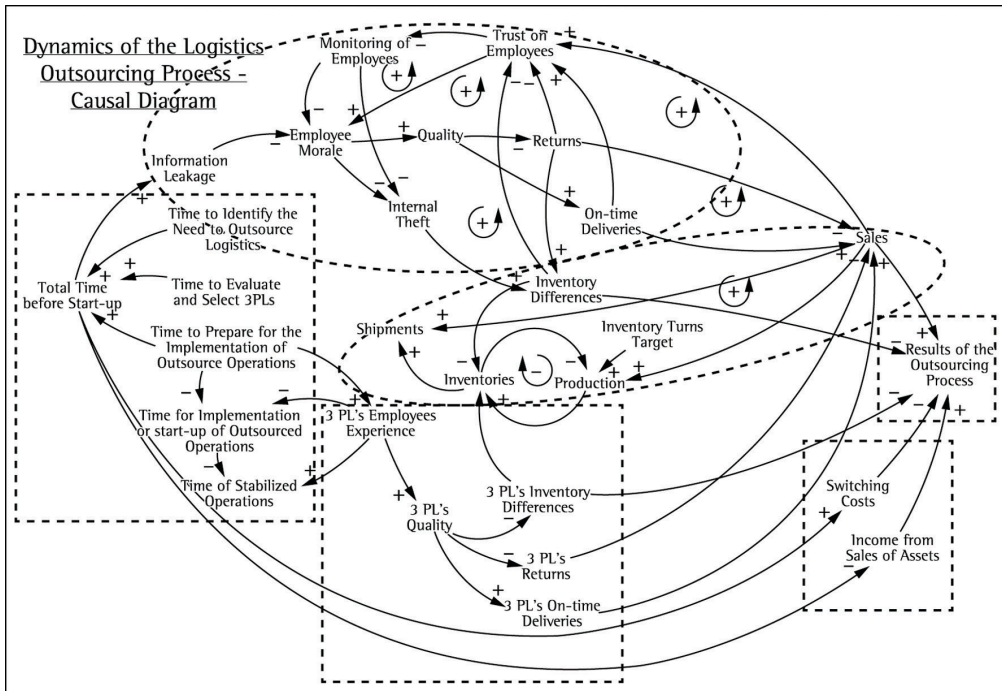 Dynamics of the Logistics
Outsourcing Process -
Causal Diagram
Monitoring of
Employees
Trust on
Employees
Employee
Morale
Quality
Returns
Information
Leakage
Internal
Theft
On-time
Deliveries
Sales
Time to Identify the
Need to Outsource
Logistics
Total Time
before Start-up
Time to Evaluate
and Select 3PLs
Inventory
Differences
Time to Prepare for the
Implementation of
Outsource Operations
Shipments
Inventory Turns
Target
Inventories
Production
Results of the
Outsourcing
Process
Time for Implementation
or start-up of Outsourced
Operations
3 PL's Employees
Experience
Time of Stabilized
Operations
3 PL's
Quality
3 PL's Inventory
Differences
Switching
Costs
3 PL's
Returns
Income from
Sales of Assets
3 PL's On-time
Deliveries